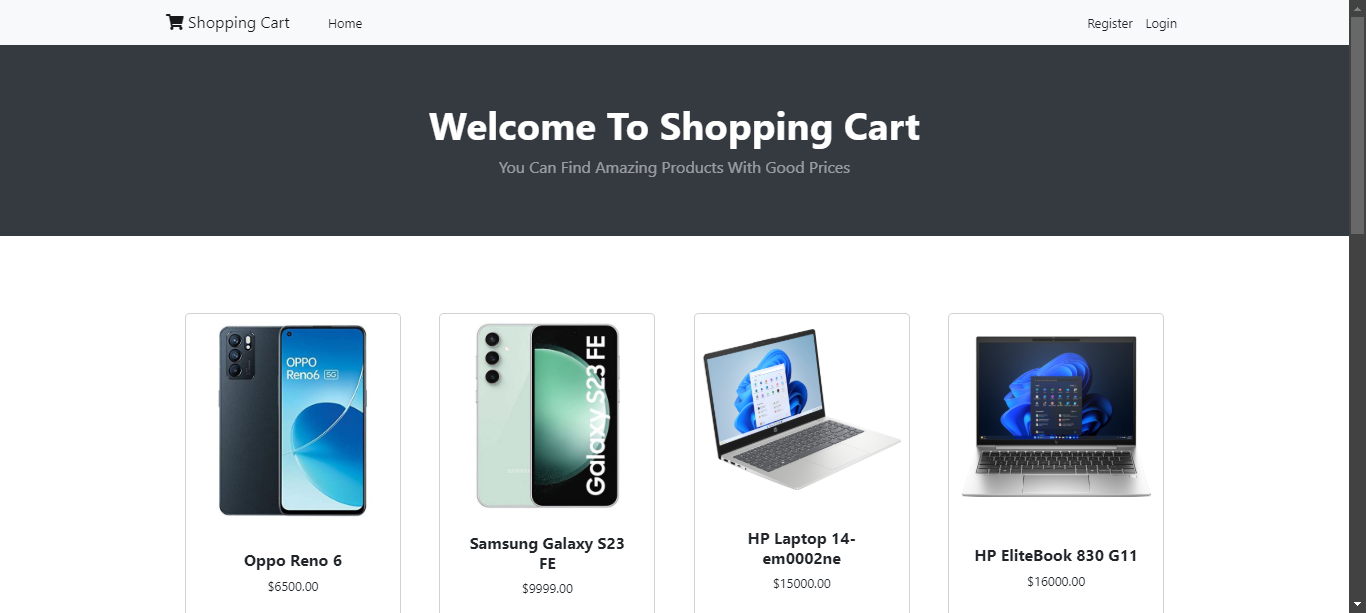 Shopping Cart
Home
Register
Login
Welcome To Shopping Cart
You Can Find Amazing Products With Good Prices
OPPO
Reno6 5G
Galaxy S23 FE
Oppo Reno 6
$6500.00
Samsung Galaxy S23
FE
$9999.00
HP Laptop 14-
em0002ne
$15000.00
HP EliteBook 830 G11
$16000.00